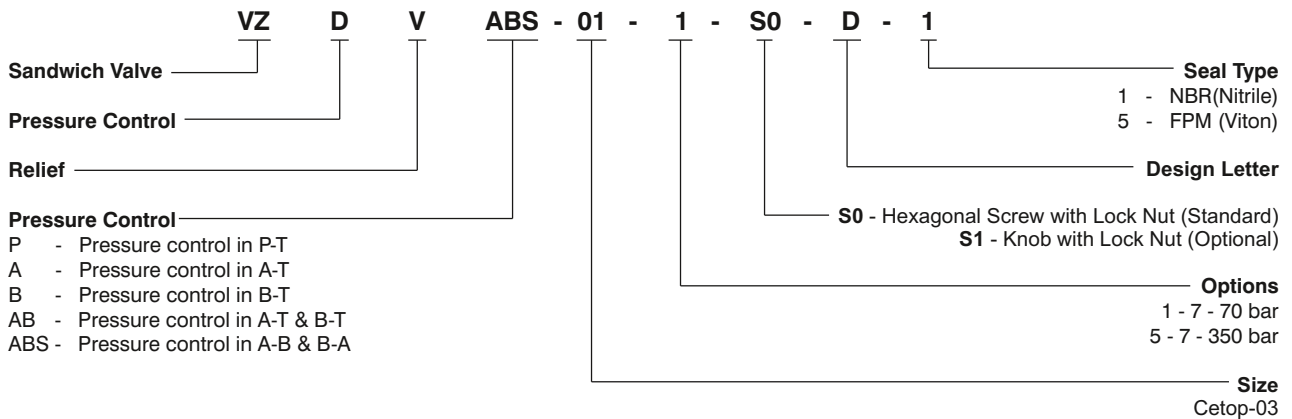 VZ D V ABS - 01 - 1 - S0 - D - 1
Sandwich Valve
Pressure Control
Relief
Pressure Control
P - Pressure control in P-T
A - Pressure control in A-T
B - Pressure control in B-T
AB - Pressure control in A-T & B-T
ABS - Pressure control in A-B & B-A
Seal Type
1 - NBR(Nitrile)
5 - FPM (Viton)
Design Letter
S0 - Hexagonal Screw with Lock Nut (Standard)
S1 - Knob with Lock Nut (Optional)
Options
1 - 7 - 70 bar
5 - 7 - 350 bar
Size
Cetop-03